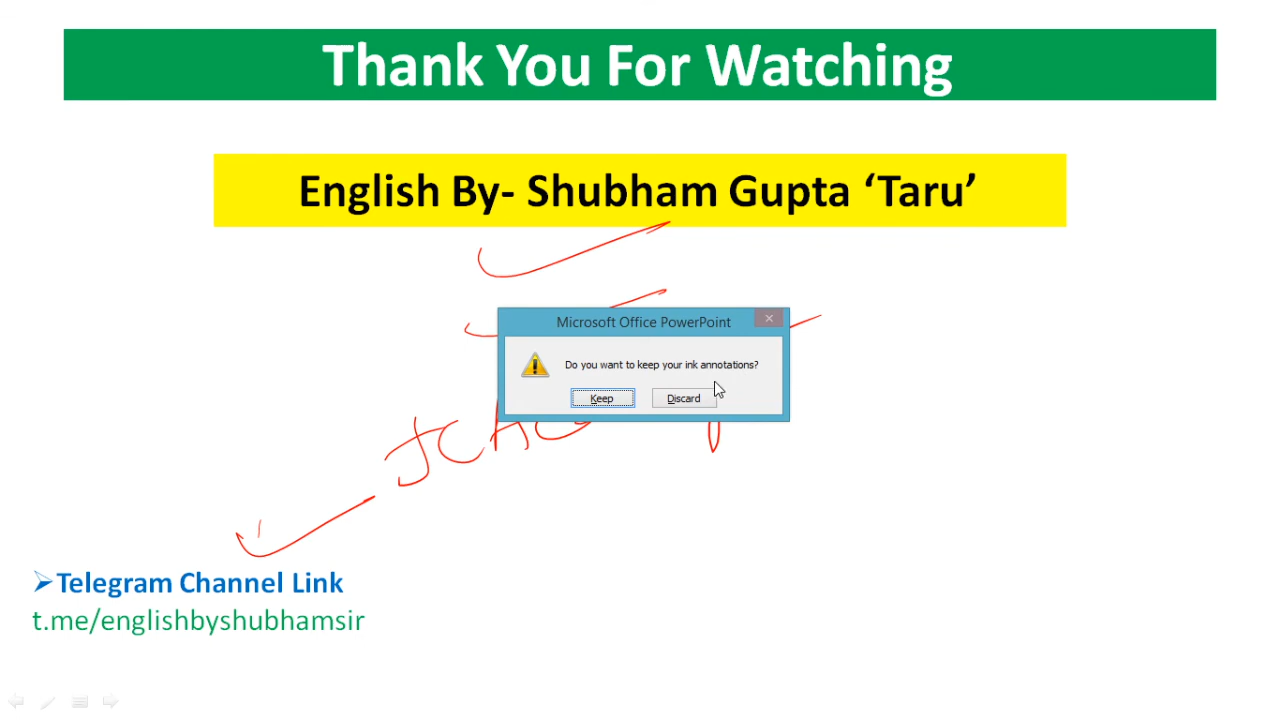 Thank You For Watching
English By- Shubham Gupta ‘Taru’
Microsoft Office PowerPoint
Do you want to keep your ink annotations?
Keep
Discard
Telegram Channel Link
t.me/englishbyshubhamsir